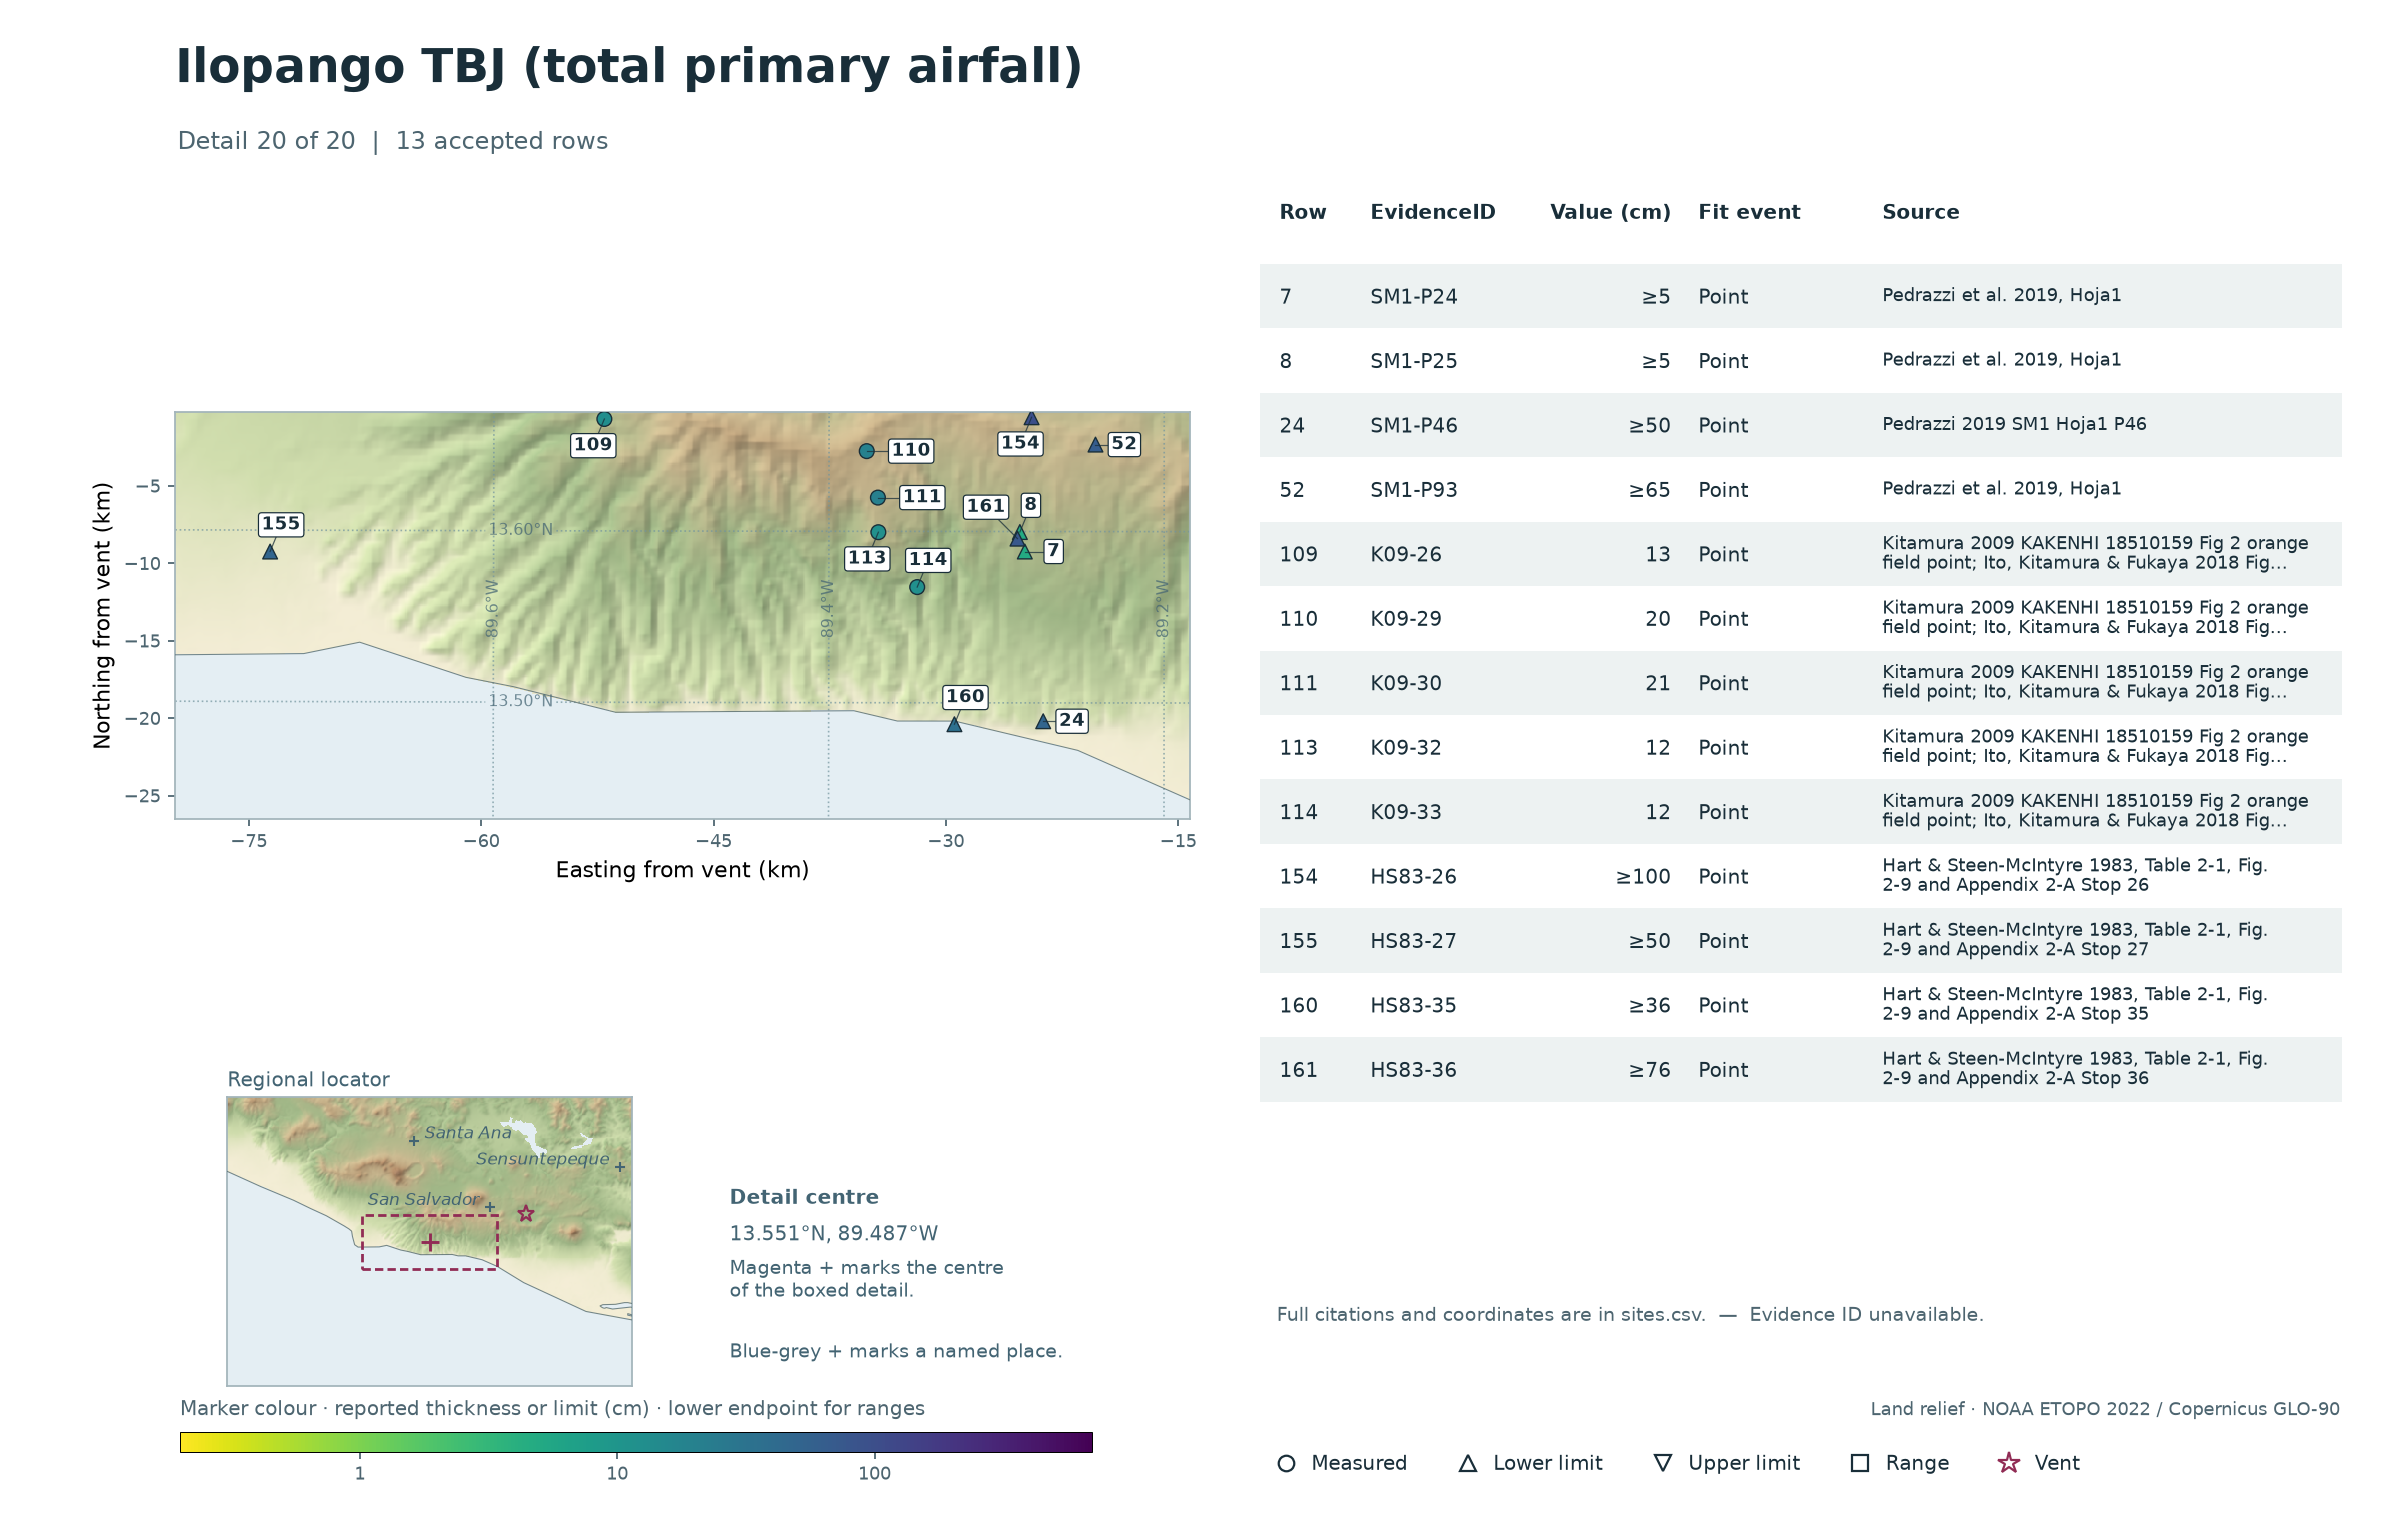 Ilopango TBJ (total primary airfall)
Detail 20 of 20 | 13 accepted rows
Row EvidenceID Value (cm) Fit event Source
7 SM1-P24 ≥5 Point Pedrazzi et al. 2019, Hoja1
8 SM1-P25 ≥5 Point Pedrazzi et al. 2019, Hoja1
24 SM1-P46 ≥50 Point Pedrazzi 2019 SM1 Hoja1 P46
52 SM1-P93 ≥65 Point Pedrazzi et al. 2019, Hoja1
109 K09-26 13 Point Kitamura 2009 KAKENHI 18510159 Fig 2 orange
field point; Ito, Kitamura & Fukaya 2018 Fig...
110 K09-29 20 Point Kitamura 2009 KAKENHI 18510159 Fig 2 orange
field point; Ito, Kitamura & Fukaya 2018 Fig...
111 K09-30 21 Point Kitamura 2009 KAKENHI 18510159 Fig 2 orange
field point; Ito, Kitamura & Fukaya 2018 Fig...
113 K09-32 12 Point Kitamura 2009 KAKENHI 18510159 Fig 2 orange
field point; Ito, Kitamura & Fukaya 2018 Fig...
114 K09-33 12 Point Kitamura 2009 KAKENHI 18510159 Fig 2 orange
field point; Ito, Kitamura & Fukaya 2018 Fig...
154 HS83-26 ≥100 Point Hart & Steen-McIntyre 1983, Table 2-1, Fig.
2-9 and Appendix 2-A Stop 26
155 HS83-27 ≥50 Point Hart & Steen-McIntyre 1983, Table 2-1, Fig.
2-9 and Appendix 2-A Stop 27
160 HS83-35 ≥36 Point Hart & Steen-McIntyre 1983, Table 2-1, Fig.
2-9 and Appendix 2-A Stop 35
161 HS83-36 ≥76 Point Hart & Steen-McIntyre 1983, Table 2-1, Fig.
2-9 and Appendix 2-A Stop 36
Northing from vent (km)
−5
−10
−15
−20
−25
109
110
154
52
111
161
8
155
13.60°N
113
114
7
89.6°W
89.4°W
89.2°W
13.50°N
160
24
−75 −60 −45 −30 −15
Easting from vent (km)
Regional locator
Santa Ana
Sensuntepeque
San Salvador
Detail centre
13.551°N, 89.487°W
Magenta + marks the centre
of the boxed detail.
Blue-grey + marks a named place.
Full citations and coordinates are in sites.csv. — Evidence ID unavailable.
Marker colour · reported thickness or limit (cm) · lower endpoint for ranges
1 10 100
Land relief · NOAA ETOPO 2022 / Copernicus GLO-90
Measured Lower limit Upper limit Range Vent